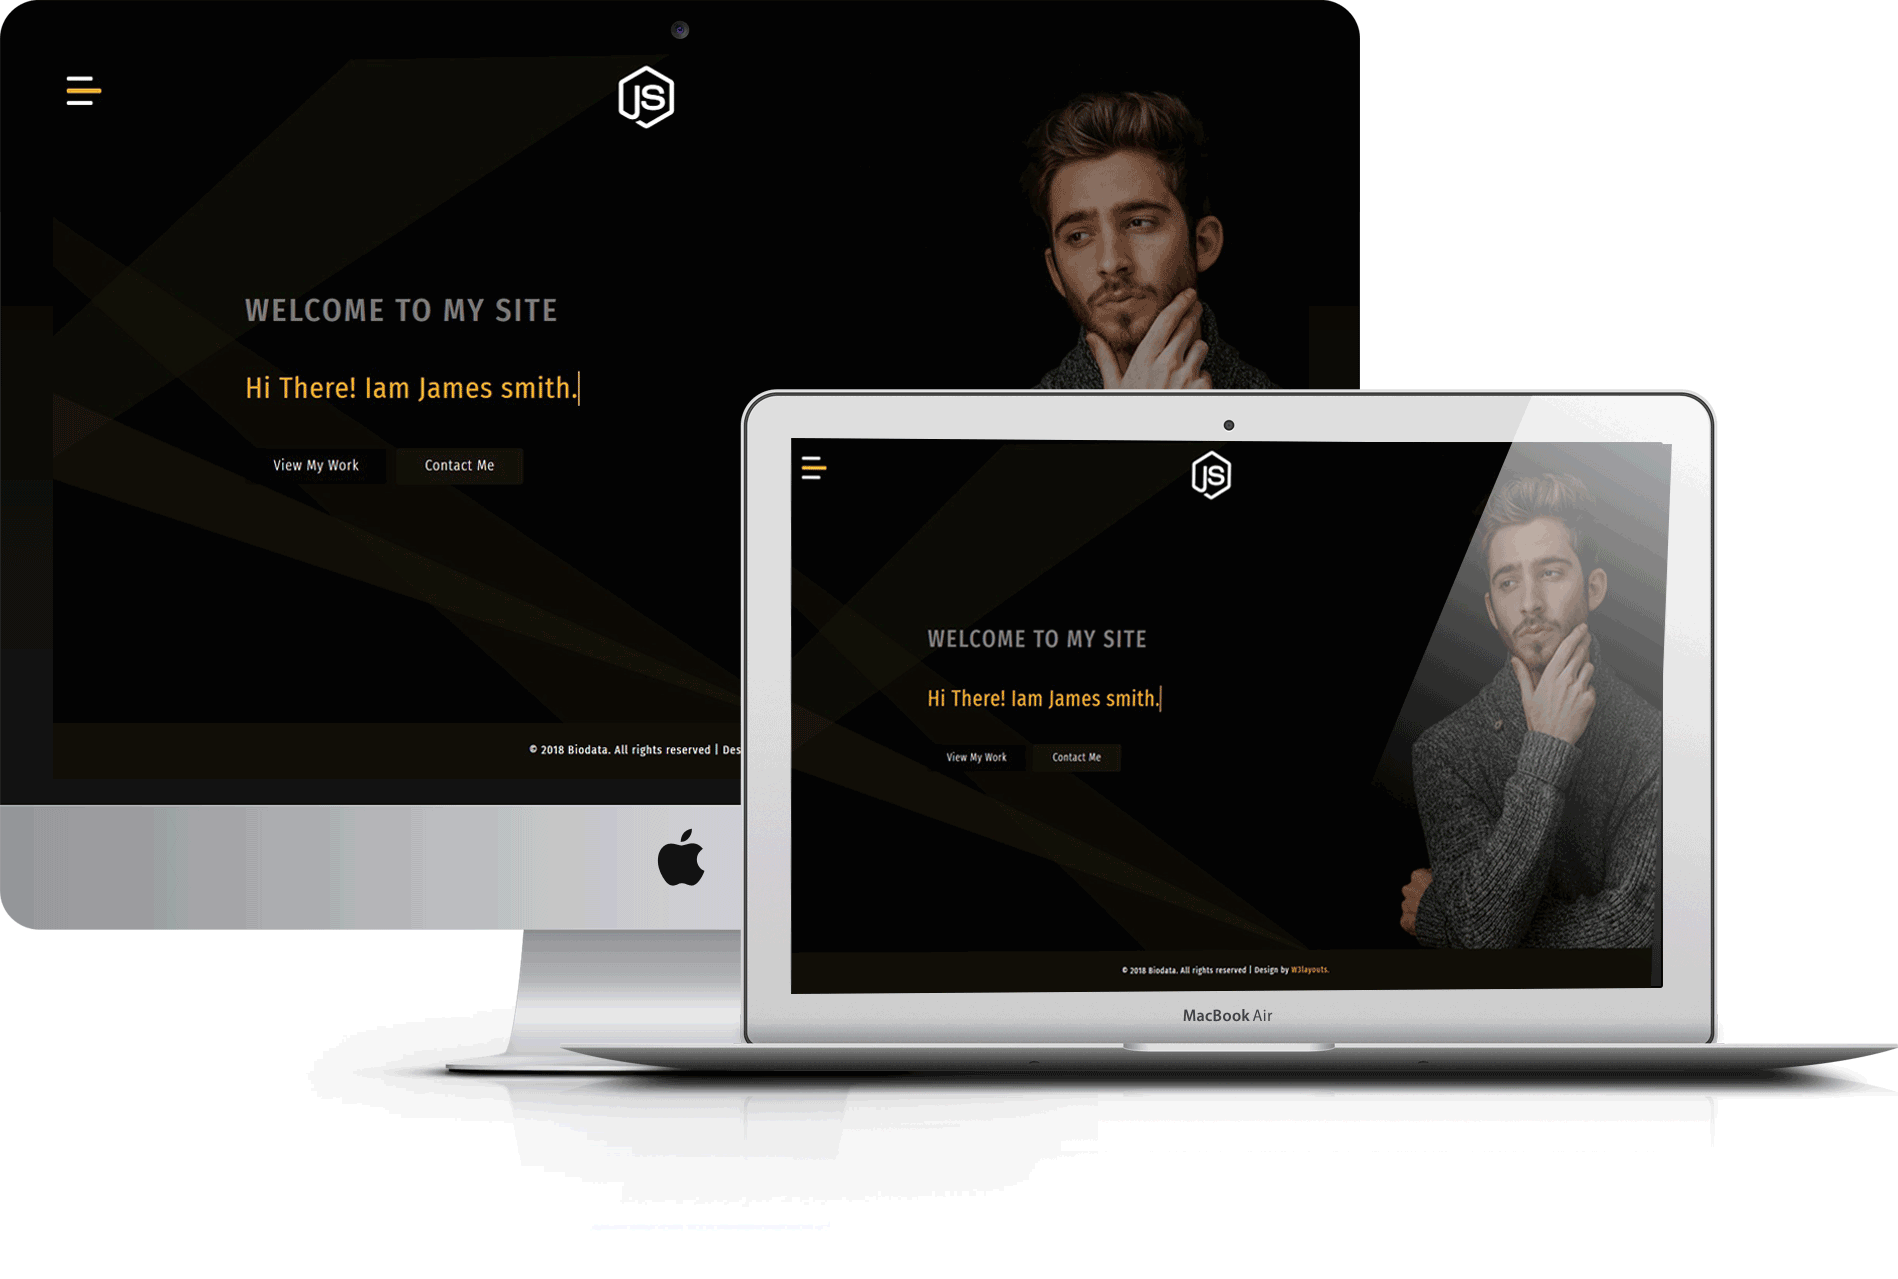 JS
WELCOME TO MY SITE
Hi There! Iam James smith.
View My Work
Contact Me
© 2018 Biodata. All rights reserved | Des
JS
WELCOME TO MY SITE
Hi There! Iam James smith.
View My Work
Contact Me
© 2018 Biodata. All rights reserved | Design by W3layouts.
MacBook Air